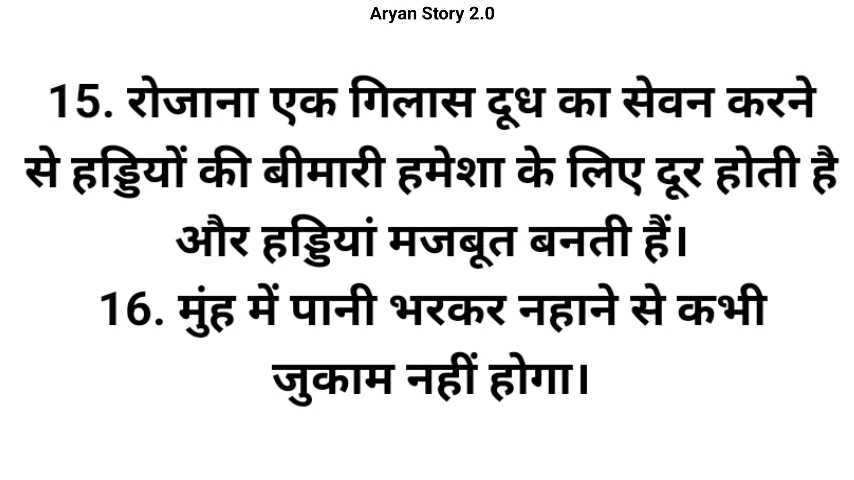 Aryan Story 2.0
15. रोजाना एक गिलास दूध का सेवन करने
से हड्डियों की बीमारी हमेशा के लिए दूर होती है
और हड्डियां मजबूत बनती हैं।
16. मुंह में पानी भरकर नहाने से कभी
जुकाम नहीं होगा।